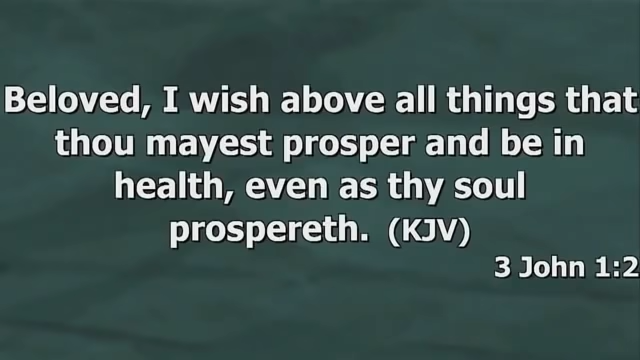 Beloved, I wish above all things that
thou mayest prosper and be in
health, even as thy soul
prospereth. (KJV)
3 John 1:2